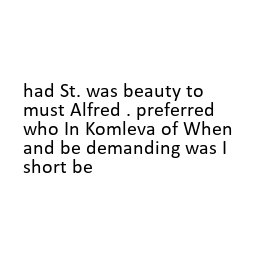 had St. was beauty to
must Alfred . preferred
who In Komleva of When
and be demanding was I
short be